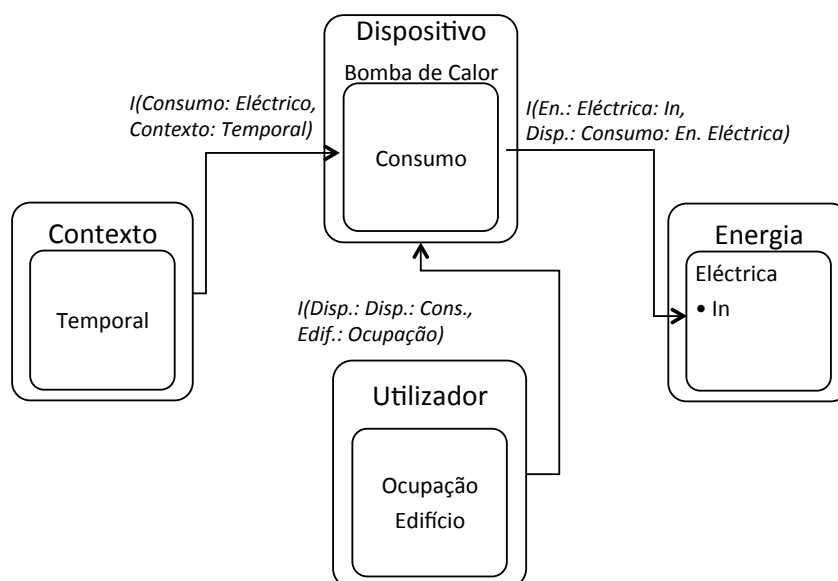 Dispositivo
Bomba de Calor
Consumo
I(Consumo: Eléctrico,
Contexto: Temporal)
I(En.: Eléctrica: In,
Disp.: Consumo: En. Eléctrica)
Contexto
Temporal
Energia
Eléctrica
• In
I(Disp.: Disp.: Cons.,
Edif.: Ocupação)
Utilizador
Ocupação
Edifício